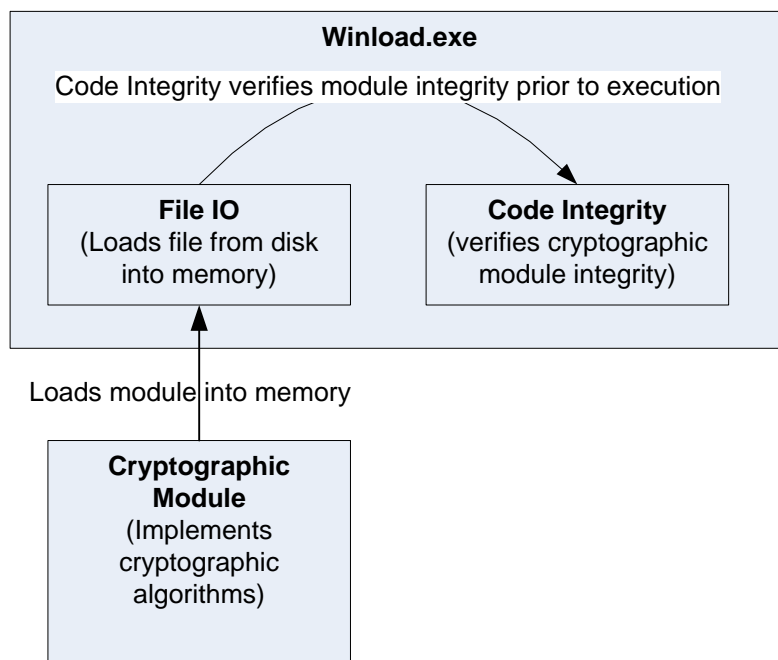 Winload.exe
Code Integrity verifies module integrity prior to execution
File IO
(Loads file from disk
into memory)
Code Integrity
(verifies cryptographic
module integrity)
Loads module into memory
Cryptographic
Module
(Implements
cryptographic
algorithms)